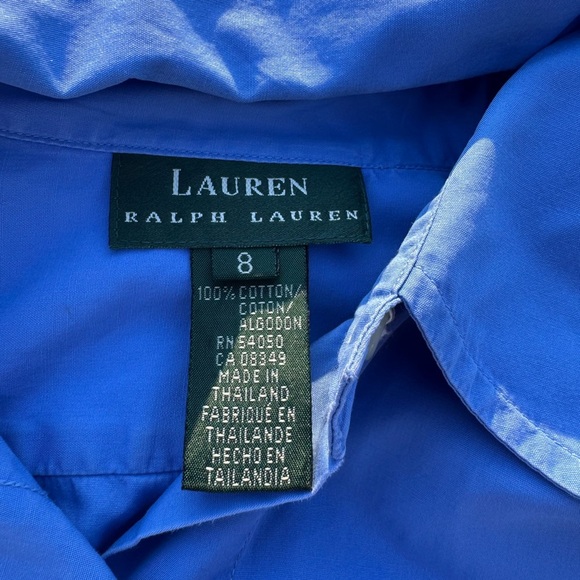 LAUREN
RALPH LAUREN
8
100% COTTON/
COTON/
ALGODON
RN 54050
CA 08349
MADE IN
THAILAND
FABRIQUÉ EN
THAILANDE
HECHO EN
TAILANDIA